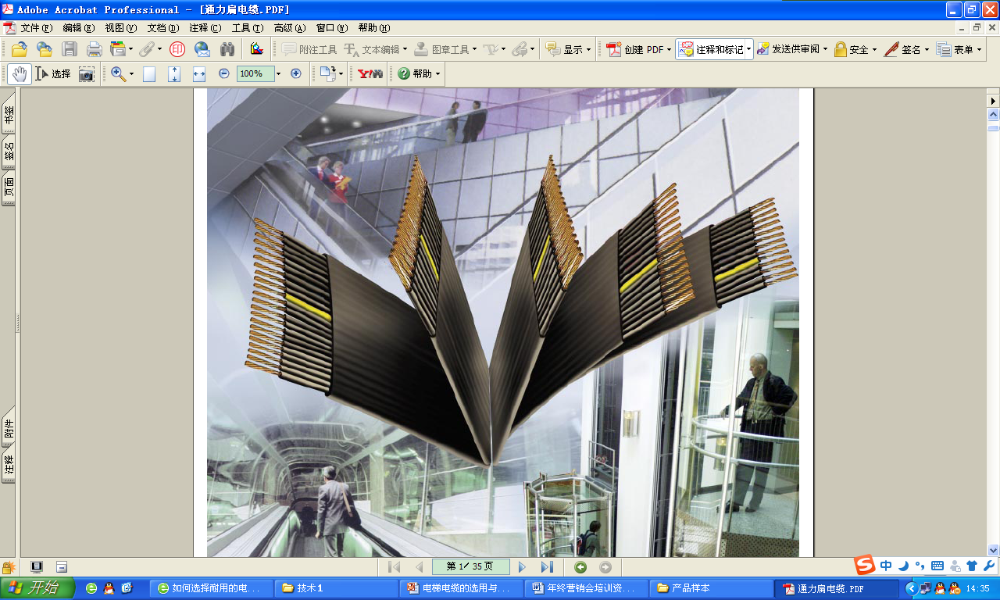 Adobe Acrobat Professional - [通力扁电缆.PDF]
文件(F) 编辑(E) 视图(V) 文档(D) 注释(C) 工具(T) 高级(A) 窗口(W) 帮助(H)
附注工具 文本编辑 图章工具 显示 创建 PDF 注释和标记 发送供审阅 安全 签名 表单
选择 100% Y! 帮助
书签
签名
页面
附件
注释
第 1/ 35 页
S 中
开始 如何选择耐用的电... 技术1 电梯电缆的选用与... 年终营销会培训资... 产品样本 通力扁电缆.PDF 14:35